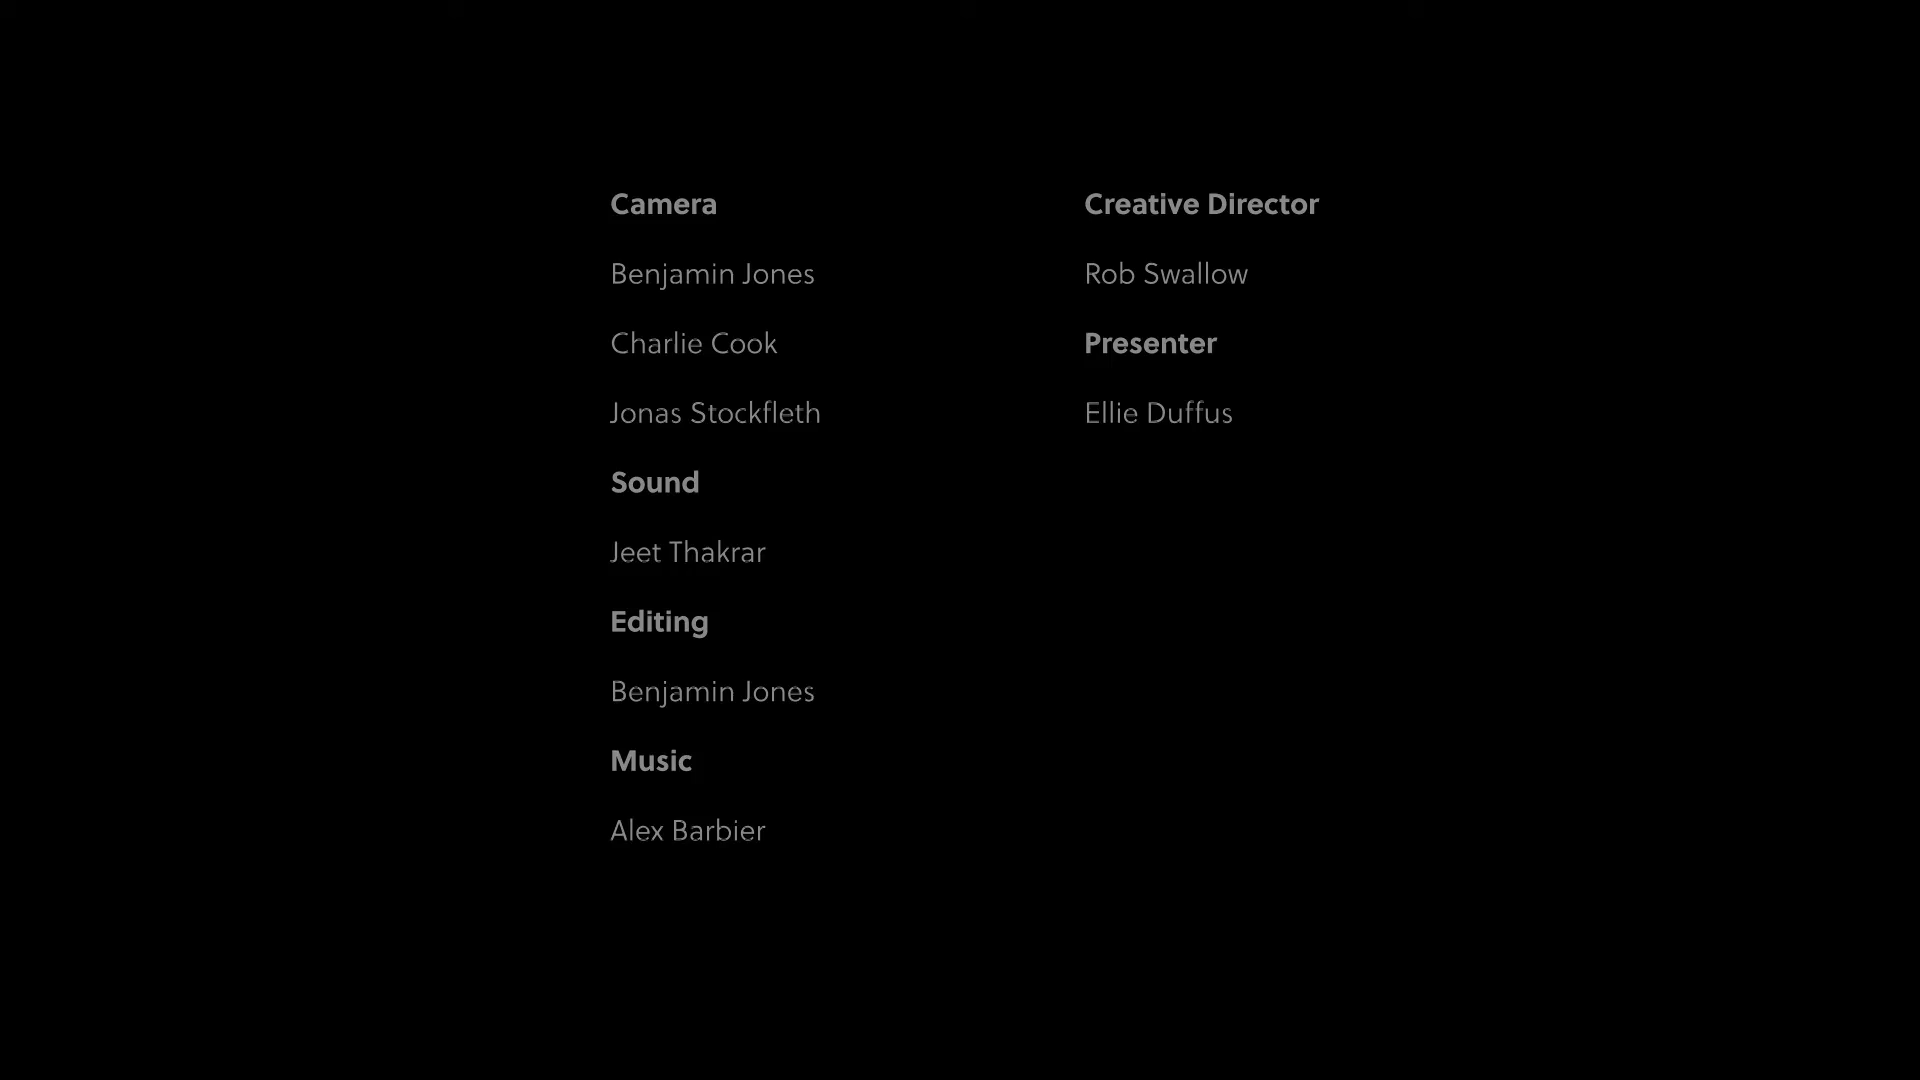 Camera
Benjamin Jones
Charlie Cook
Jonas Stockfleth
Sound
Jeet Thakrar
Editing
Benjamin Jones
Music
Alex Barbier
Creative Director
Rob Swallow
Presenter
Ellie Duffus